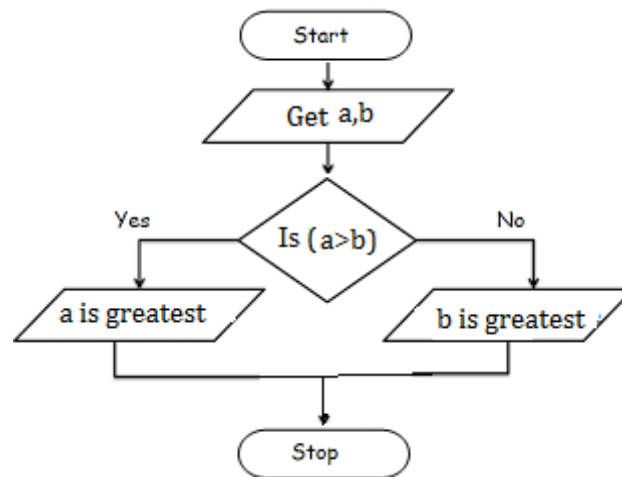 Start
Get a,b
Is (a>b)
Yes
No
a is greatest
b is greatest
Stop